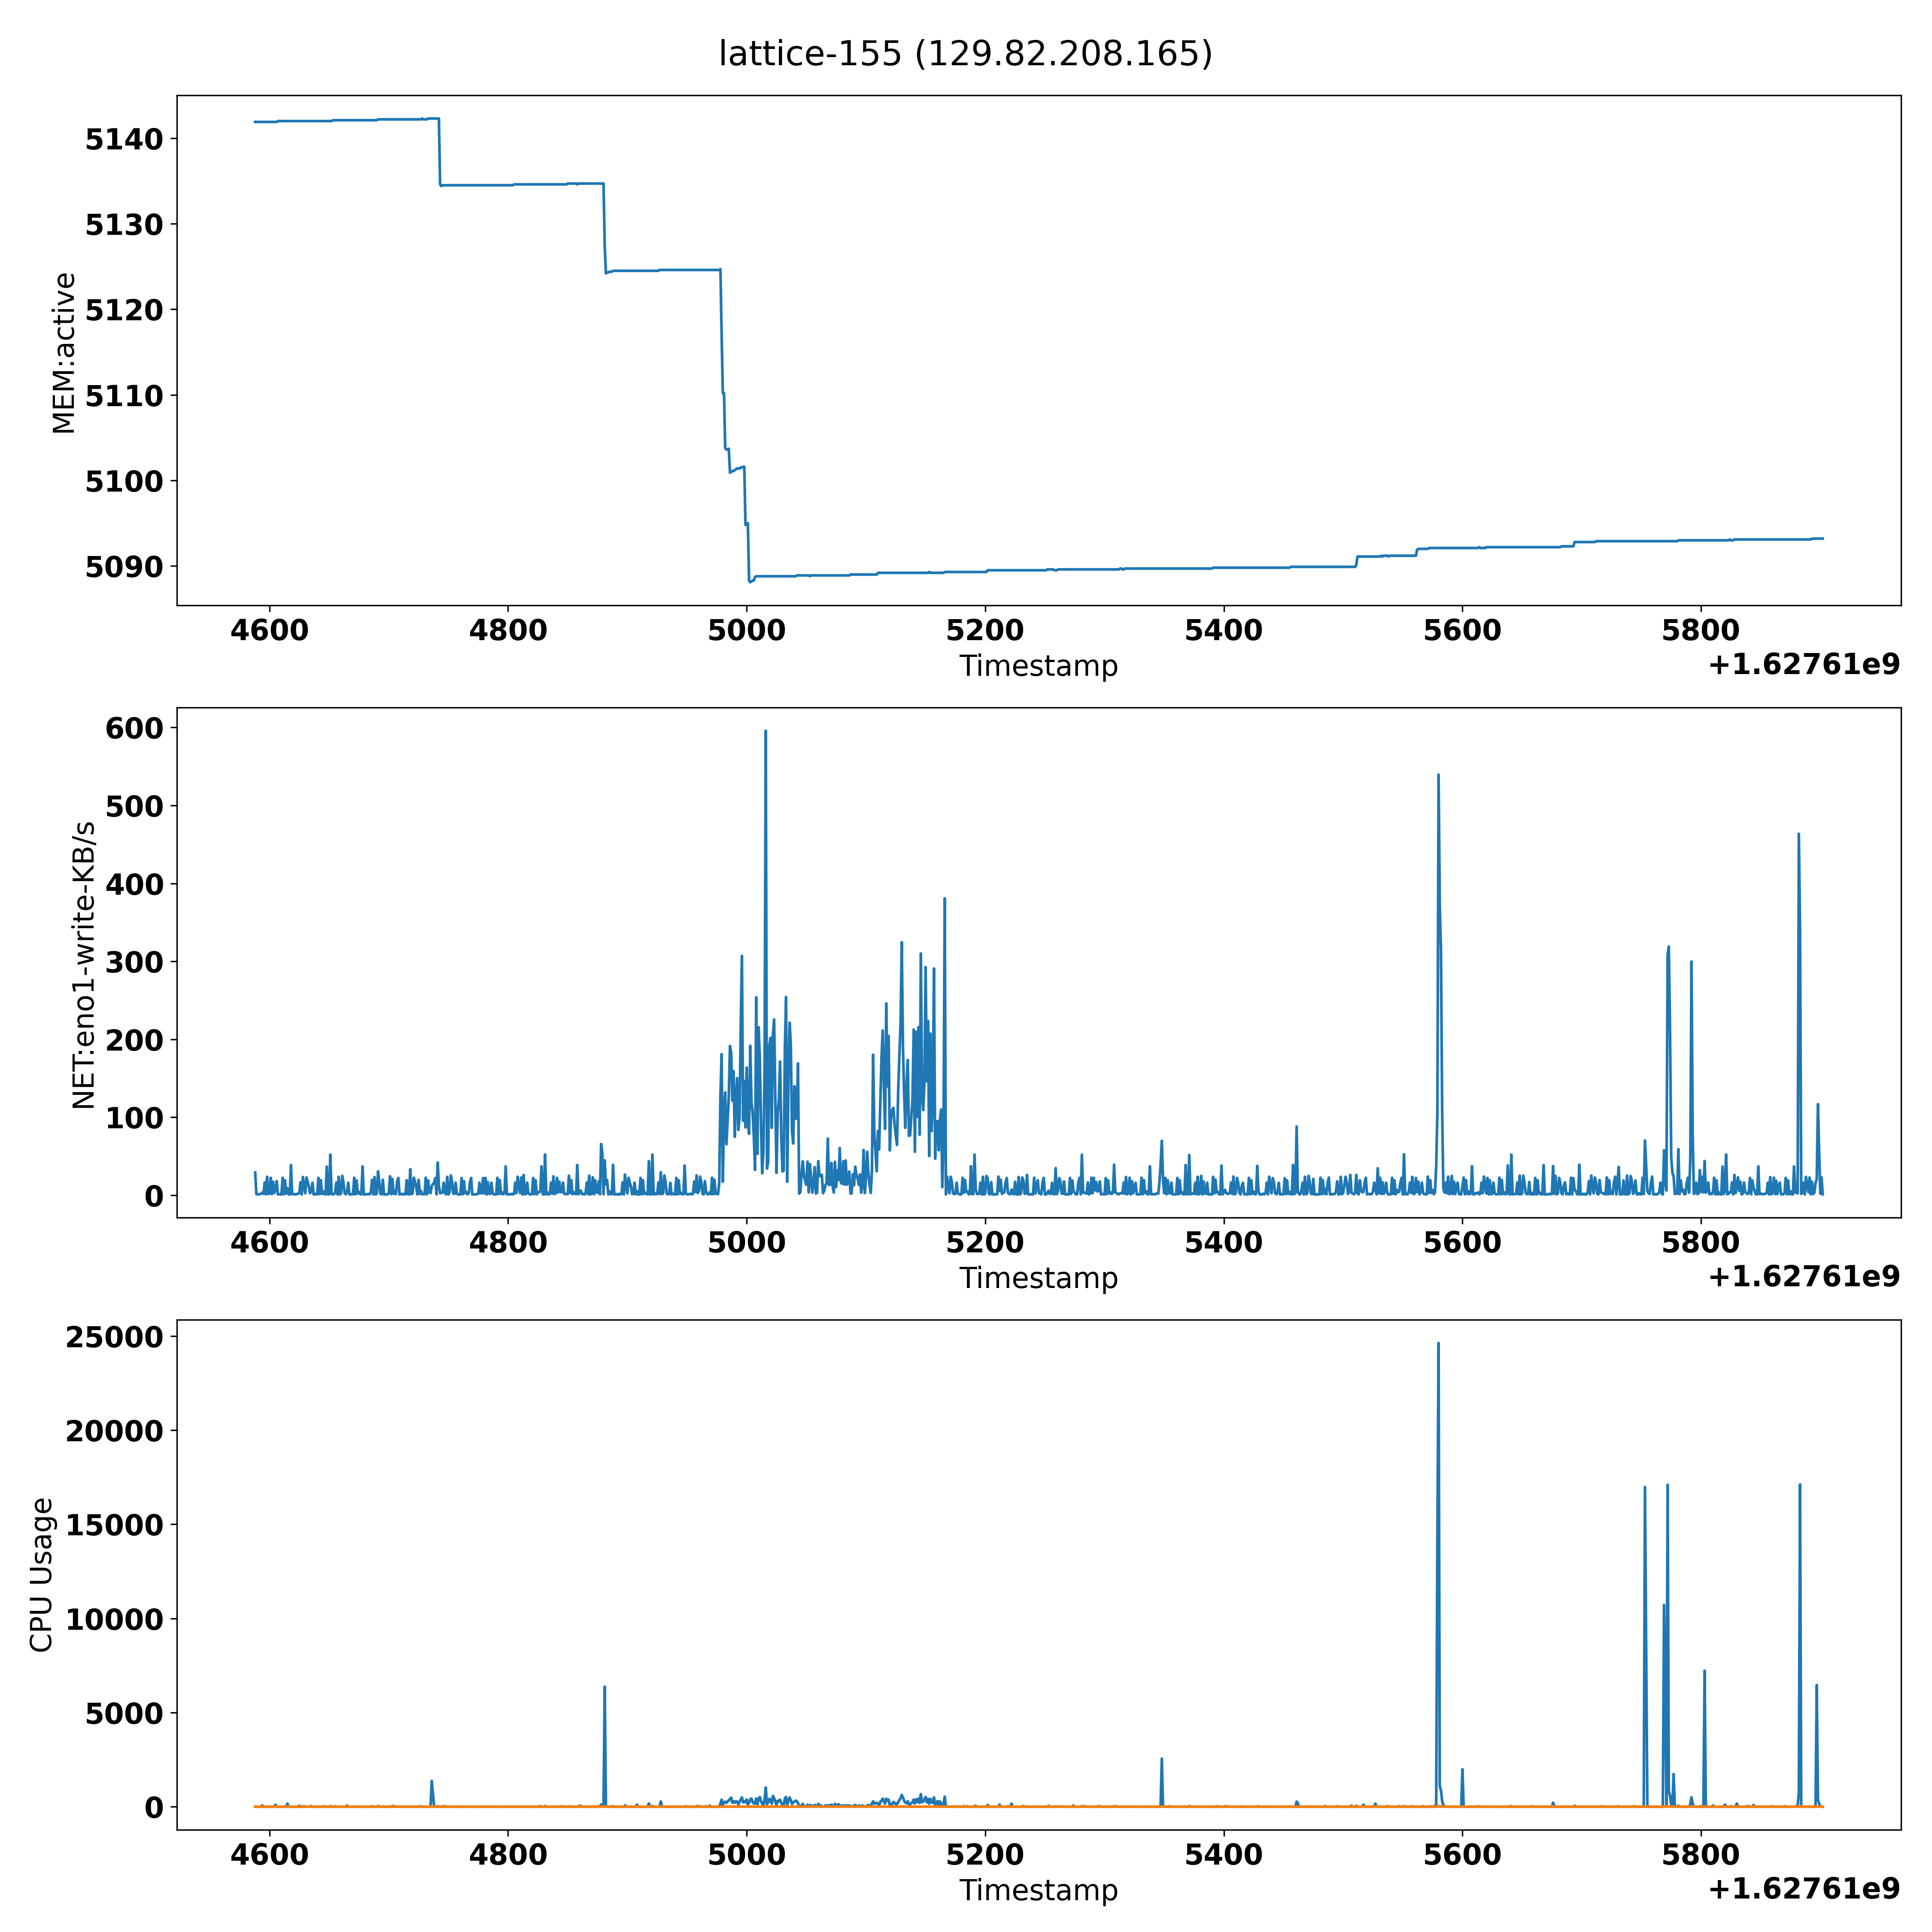 lattice-155 (129.82.208.165)
MEM:active
5140
5130
5120
5110
5100
5090
4600 4800 5000 5200 5400 5600 5800
Timestamp
+1.62761e9
NET:eno1-write-KB/s
600
500
400
300
200
100
0
4600 4800 5000 5200 5400 5600 5800
Timestamp
+1.62761e9
CPU Usage
25000
20000
15000
10000
5000
0
4600 4800 5000 5200 5400 5600 5800
Timestamp
+1.62761e9